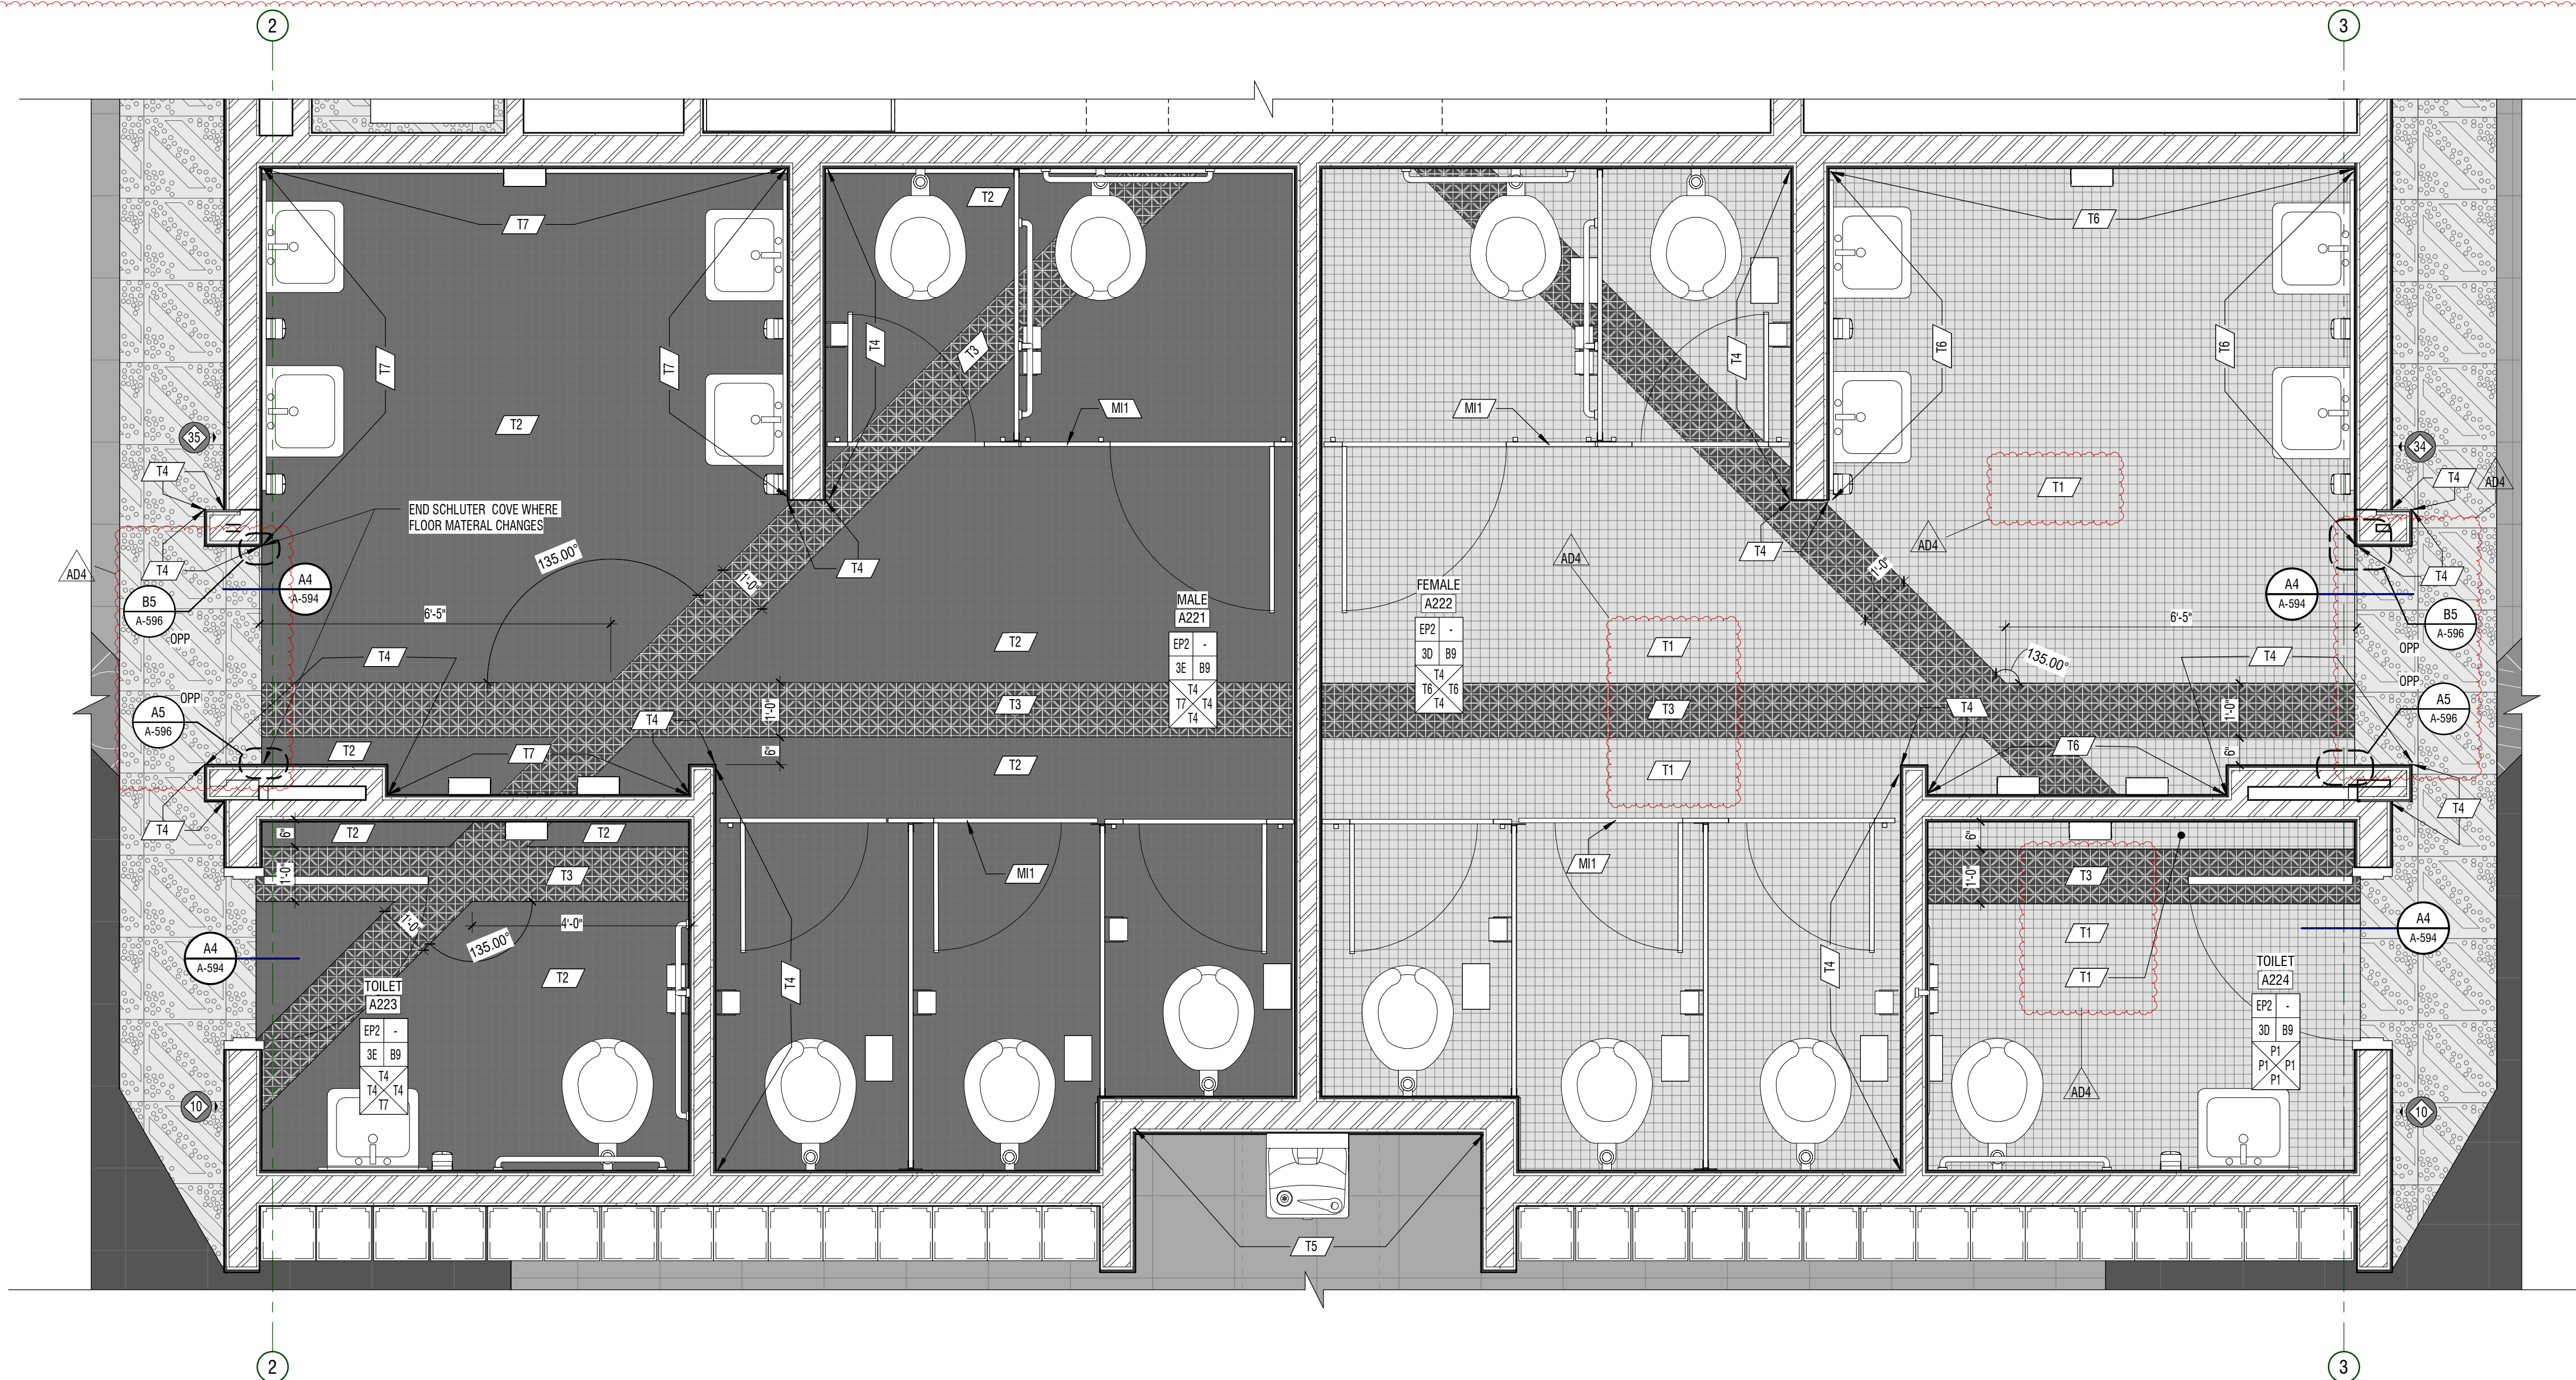 2
3
T7
T2
T6
T7
T7
T4
T3
T4
T6
T6
MI1
MI1
T2
35
34
T4
T4
AD4
T1
END SCHLUTER COVE WHERE
FLOOR MATERAL CHANGES
AD4
135.00°
T4
T4
AD4
AD4
T4
T4
A4
A-594
1'-0"
1'-0"
A4
A-594
B5
A-596
OPP
6'-5"
MALE
A221
FEMALE
A222
6'-5"
B5
A-596
OPP
EP2 -
3E B9
T4
T7 T4
T4
EP2 -
3D B9
T4
T6 T6
T4
T2
T1
T4
135.00°
T4
OPP
OPP
A5
A-596
T4
1'-0"
T3
T3
T4
1'-0"
A5
A-596
T2
T7
6"
T2
T1
T6
6"
T4
T2
T2
6"
6"
T4
1'-0"
T3
MI1
MI1
1'-0"
T3
1'-0"
4'-0"
135.00°
T1
A4
A-594
A4
A-594
T2
T4
T4
T1
TOILET
A223
EP2 -
3E B9
T4
T4 T4
T7
TOILET
A224
EP2 -
3D B9
P1
P1 P1
P1
AD4
10
10
T5
2
3